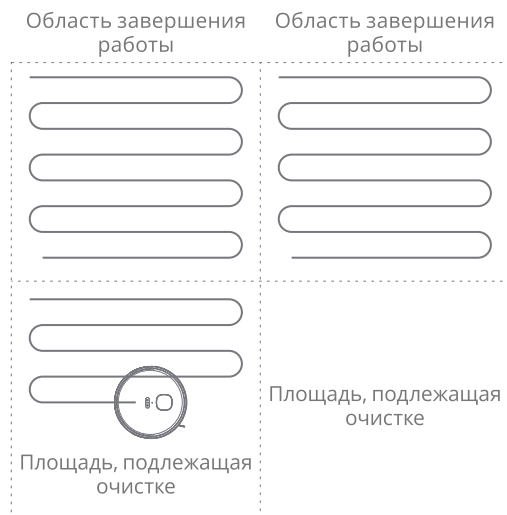 Область завершения
работы
Область завершения
работы
Площадь, подлежащая
очистке
Площадь, подлежащая
очистке